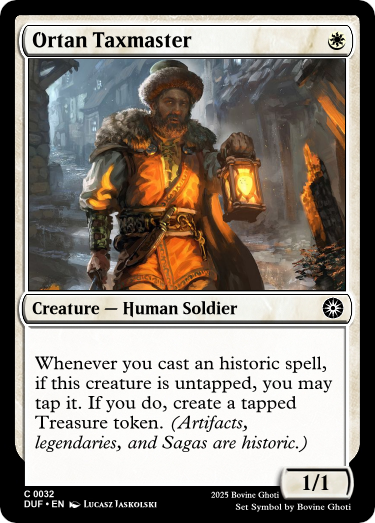 Ortan Taxmaster
Creature — Human Soldier
Whenever you cast an historic spell,
if this creature is untapped, you may
tap it. If you do, create a tapped
Treasure token. (Artifacts,
legendaries, and Sagas are historic.)
1/1
C 0032
DUF • EN Lucasz Jaskolski
2025 Bovine Ghoti
Set Symbol by Bovine Ghoti